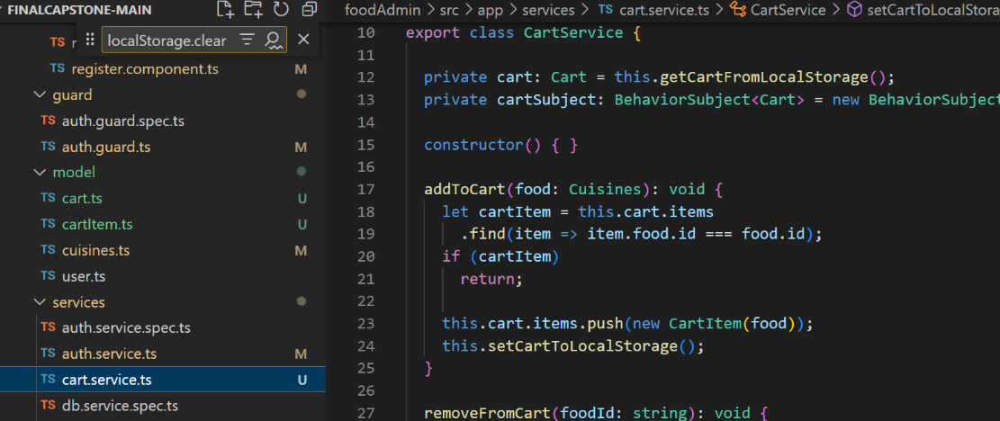 FINALCAPSTONE-MAIN
localStorage.clear
TS r
TS register.component.ts M
guard
TS auth.guard.spec.ts
TS auth.guard.ts M
model
TS cart.ts U
TS cartItem.ts U
TS cuisines.ts M
TS user.ts
services
TS auth.service.spec.ts
TS auth.service.ts M
TS cart.service.ts U
TS db.service.spec.ts
foodAdmin > src > app > services > TS cart.service.ts > CartService > setCartToLocalStora
10 export class CartService {
11
12 private cart: Cart = this.getCartFromLocalStorage();
13 private cartSubject: BehaviorSubject<Cart> = new BehaviorSubject
14
15 constructor() { }
16
17 addToCart(food: Cuisines): void {
18 let cartItem = this.cart.items
19 .find(item => item.food.id === food.id);
20 if (cartItem)
21 return;
22
23 this.cart.items.push(new CartItem(food));
24 this.setCartToLocalStorage();
25 }
26
27 removeFromCart(foodId: string): void {